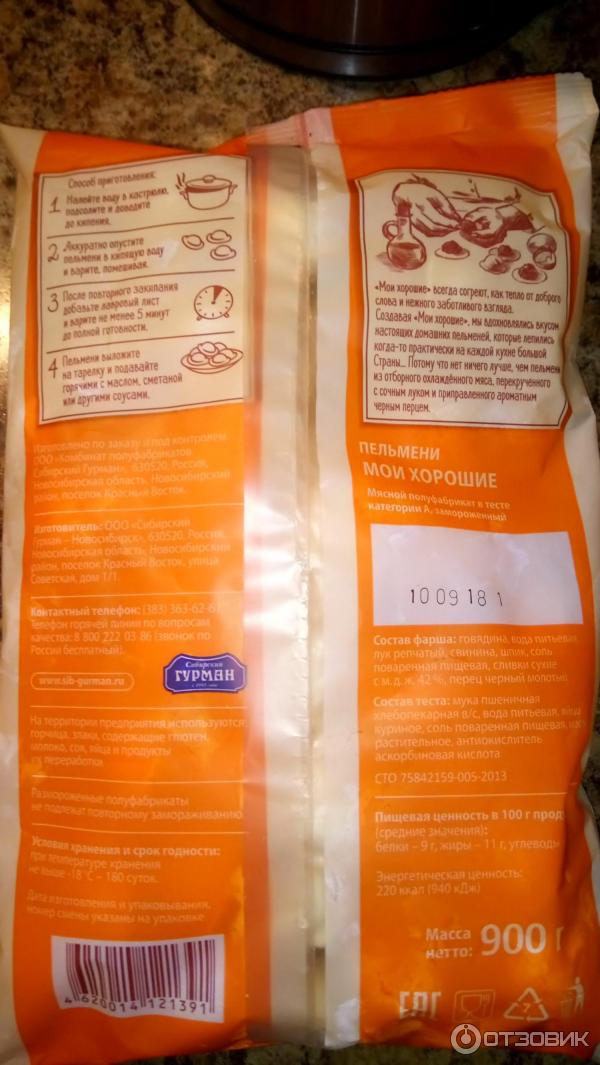 Способ приготовления:
1 Налейте воду в кастрюлю,
подсолите и доводите
до кипения.
2 Аккуратно опустите
пельмени в кипящую воду
и варите, помешивая.
3 После повторного закипания
добавьте лавровый лист
и варите не менее 5 минут
до полной готовности.
4 Пельмени выложите
на тарелку и подавайте
горячими с маслом, сметаной
или другими соусами.
Изготовлено по заказу и под контролем
ООО «Комбинат полуфабрикатов
Сибирский Гурман», 630520, Россия,
Новосибирская область, Новосибирский
район, поселок Красный Восток.
Изготовитель: ООО «Сибирский
Гурман – Новосибирск», 630520, Россия,
Новосибирская область, Новосибирский
район, поселок Красный Восток, улица
Советская, дом 1/1.
Контактный телефон: (383) 363-62-6
Телефон горячей линии по вопросам
качества: 8 800 222 03 86 (звонок по
России бесплатный).
www.sib-gurman.ru
Сибирский
ГУРМАН
На территории предприятия используются
горчица, злаки, содержащие глютен,
молоко, соя, яйца и продукты
их переработки
Размороженные полуфабрикаты
не подлежат повторному замораживанию
Условия хранения и срок годности:
при температуре хранения
не выше -18 °С – 180 суток.
Дата изготовления и упаковывания,
номер смены указаны на упаковке.
4 620014 121391
«Мои хорошие» всегда согреют, как тепло от доброго
слова и нежного заботливого взгляда.
Создавая «Мои хорошие», мы вдохновлялись вкусом
настоящих домашних пельменей, которые лепились
когда-то практически на каждой кухне большой
Страны... Потому что нет ничего лучше, чем пельмени
из отборного охлаждённого мяса, перекрученного
с сочным луком и приправленного ароматным
черным перцем.
ПЕЛЬМЕНИ
МОИ ХОРОШИЕ
Мясной полуфабрикат в тесте
категории А, замороженный
10 09 18 1
Состав фарша: говядина, вода питьевая,
лук репчатый, свинина, шпик, соль
поваренная пищевая, сливки сухие
с м.д.ж. 42 %, перец черный молотый
Состав теста: мука пшеничная
хлебопекарная в/с, вода питьевая, яйцо
куриное, соль поваренная пищевая,
растительное, антиокислитель
аскорбиновая кислота
СТО 75842159-005-2013
Пищевая ценность в 100 г прод
(средние значения):
белки – 9 г, жиры – 11 г, углеводы
Энергетическая ценность:
220 ккал (940 кДж)
Масса
нетто: 900 г
EAC
7
ОТЗОВИК